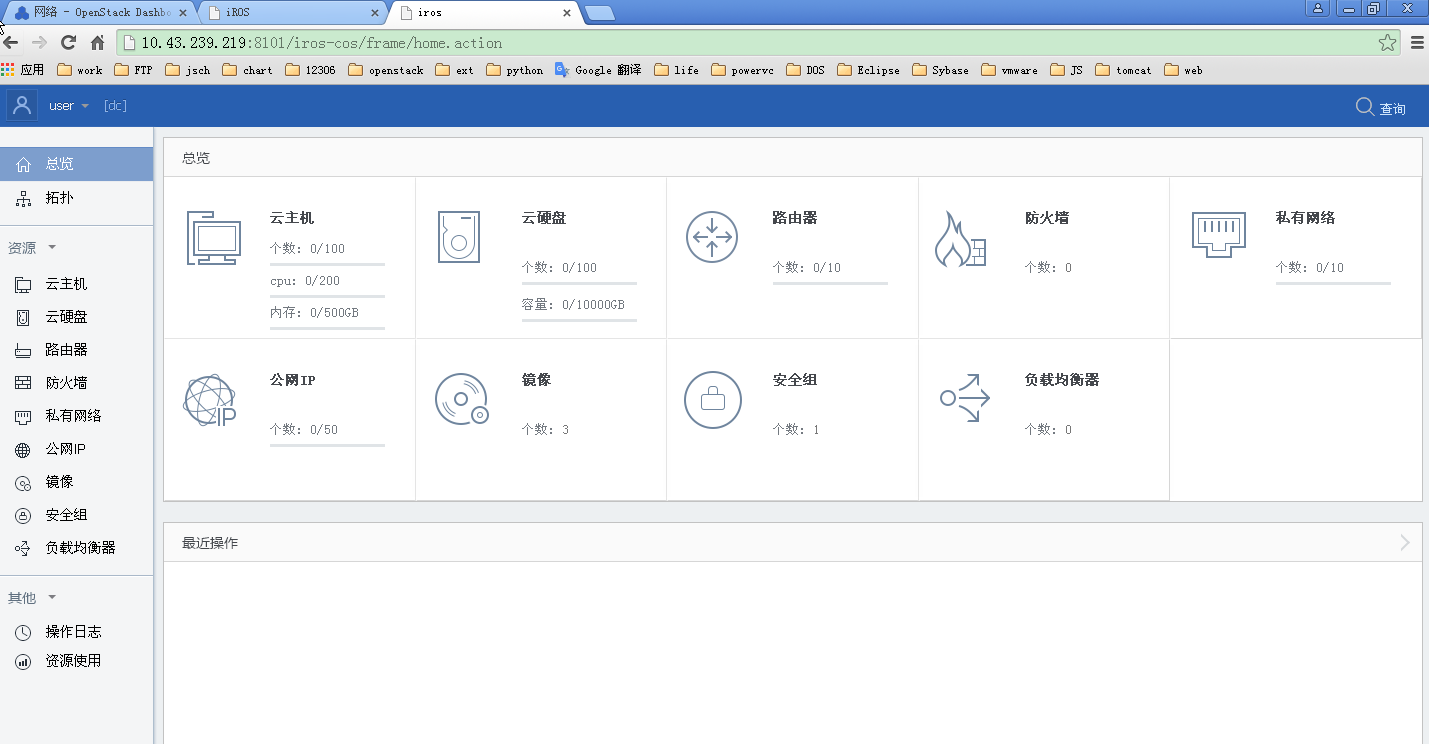 网络 - OpenStack Dashbo
iROS
iros
10.43.239.219:8101/iros-cos/frame/home.action
应用 work FTP jsch chart 12306 openstack ext python Google 翻译 life powervc DOS Eclipse Sybase vmware JS tomcat web
user [dc] 查询
总览
拓扑
资源
云主机
云硬盘
路由器
防火墙
私有网络
公网IP
镜像
安全组
负载均衡器
其他
操作日志
资源使用
总览
云主机
个数: 0/100
cpu: 0/200
内存: 0/500GB
云硬盘
个数: 0/100
容量: 0/10000GB
路由器
个数: 0/10
防火墙
个数: 0
私有网络
个数: 0/10
公网IP
IP
个数: 0/50
镜像
个数: 3
安全组
个数: 1
负载均衡器
个数: 0
最近操作